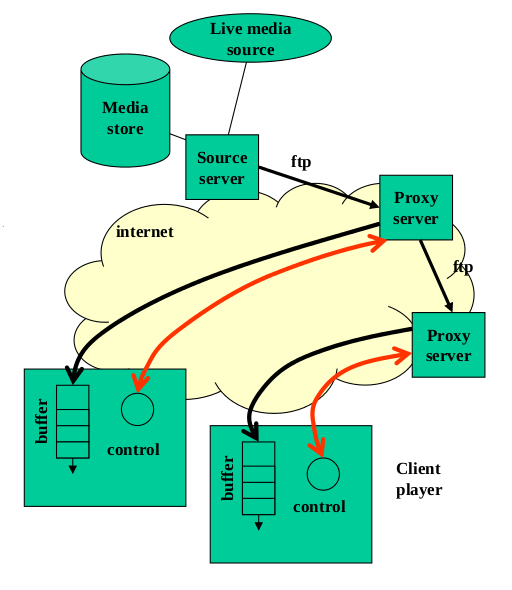 Live media
source
Media
store
Source
server
ftp
Proxy
server
internet
ftp
Proxy
server
buffer
control
buffer
control
Client
player